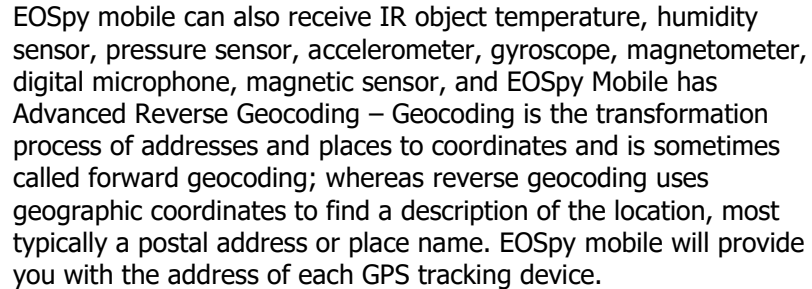 EOSpy mobile can also receive IR object temperature, humidity
sensor, pressure sensor, accelerometer, gyroscope, magnetometer,
digital microphone, magnetic sensor, and EOSpy Mobile has
Advanced Reverse Geocoding – Geocoding is the transformation
process of addresses and places to coordinates and is sometimes
called forward geocoding; whereas reverse geocoding uses
geographic coordinates to find a description of the location, most
typically a postal address or place name. EOSpy mobile will provide
you with the address of each GPS tracking device.